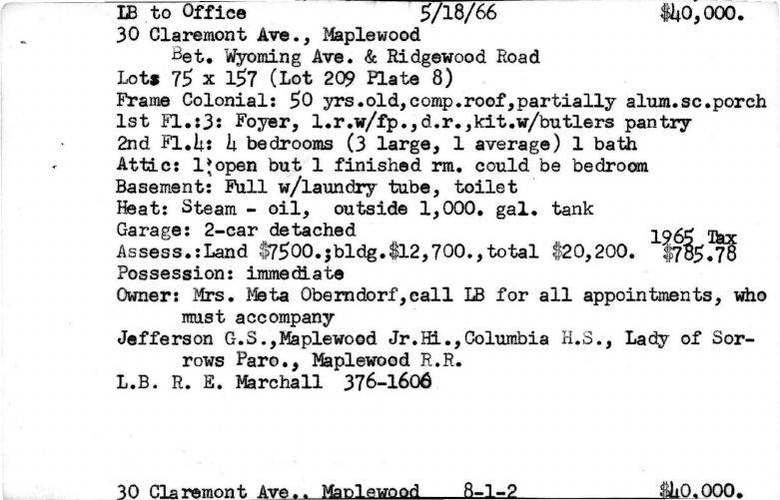 LB to Office 5/18/66 $40,000.
30 Claremont Ave., Maplewood
Bet. Wyoming Ave. & Ridgewood Road
Lots 75 x 157 (Lot 209 Plate 8)
Frame Colonial: 50 yrs.old,comp.roof,partially alum.sc.porch
1st Fl.:3: Foyer, l.r.w/fp.,d.r.,kit.w/butlers pantry
2nd Fl.4: 4 bedrooms (3 large, 1 average) 1 bath
Attic: 1;open but 1 finished rm. could be bedroom
Basement: Full w/laundry tube, toilet
Heat: Steam - oil, outside 1,000. gal. tank
Garage: 2-car detached 1965 Tax
Assess.:Land $7500.;bldg.$12,700.,total $20,200. $785.78
Possession: immediate
Owner: Mrs. Meta Oberndorf,call LB for all appointments, who
must accompany
Jefferson G.S.,Maplewood Jr.Hi.,Columbia H.S., Lady of Sor-
rows Paro., Maplewood R.R.
L.B. R. E. Marchall 376-1606
30 Claremont Ave., Maplewood 8-1-2 $40,000.